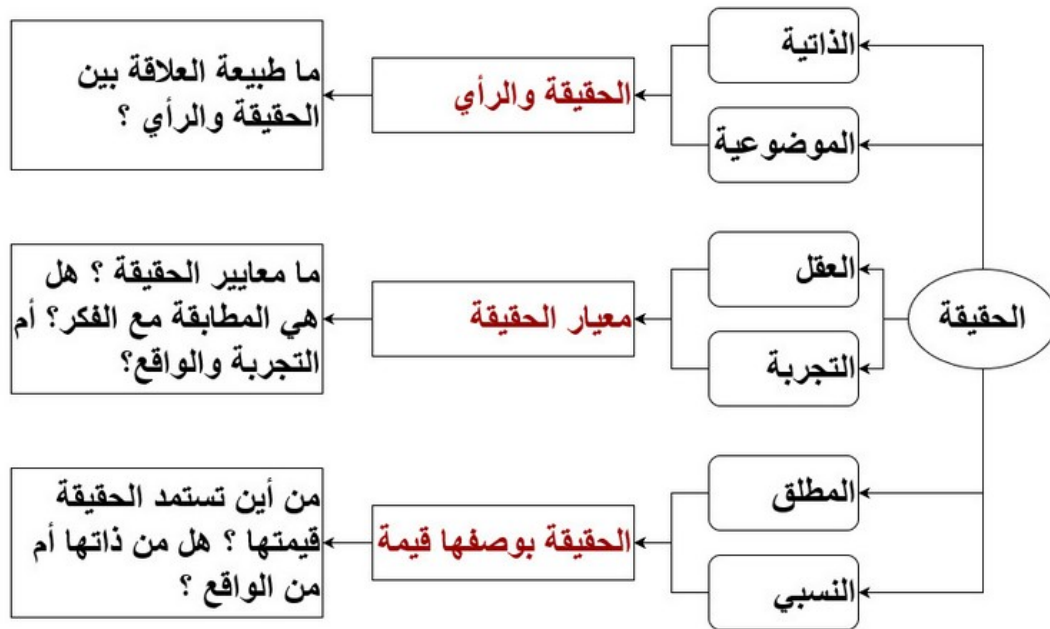 الحقيقة
الذاتية
الموضوعية
الحقيقة والرأي
ما طبيعة العلاقة بين
الحقيقة والرأي ؟
العقل
التجربة
معيار الحقيقة
ما معايير الحقيقة ؟ هل
هي المطابقة مع الفكر؟ أم
التجربة والواقع؟
المطلق
النسبي
الحقيقة بوصفها قيمة
من أين تستمد الحقيقة
قيمتها ؟ هل من ذاتها أم
من الواقع ؟